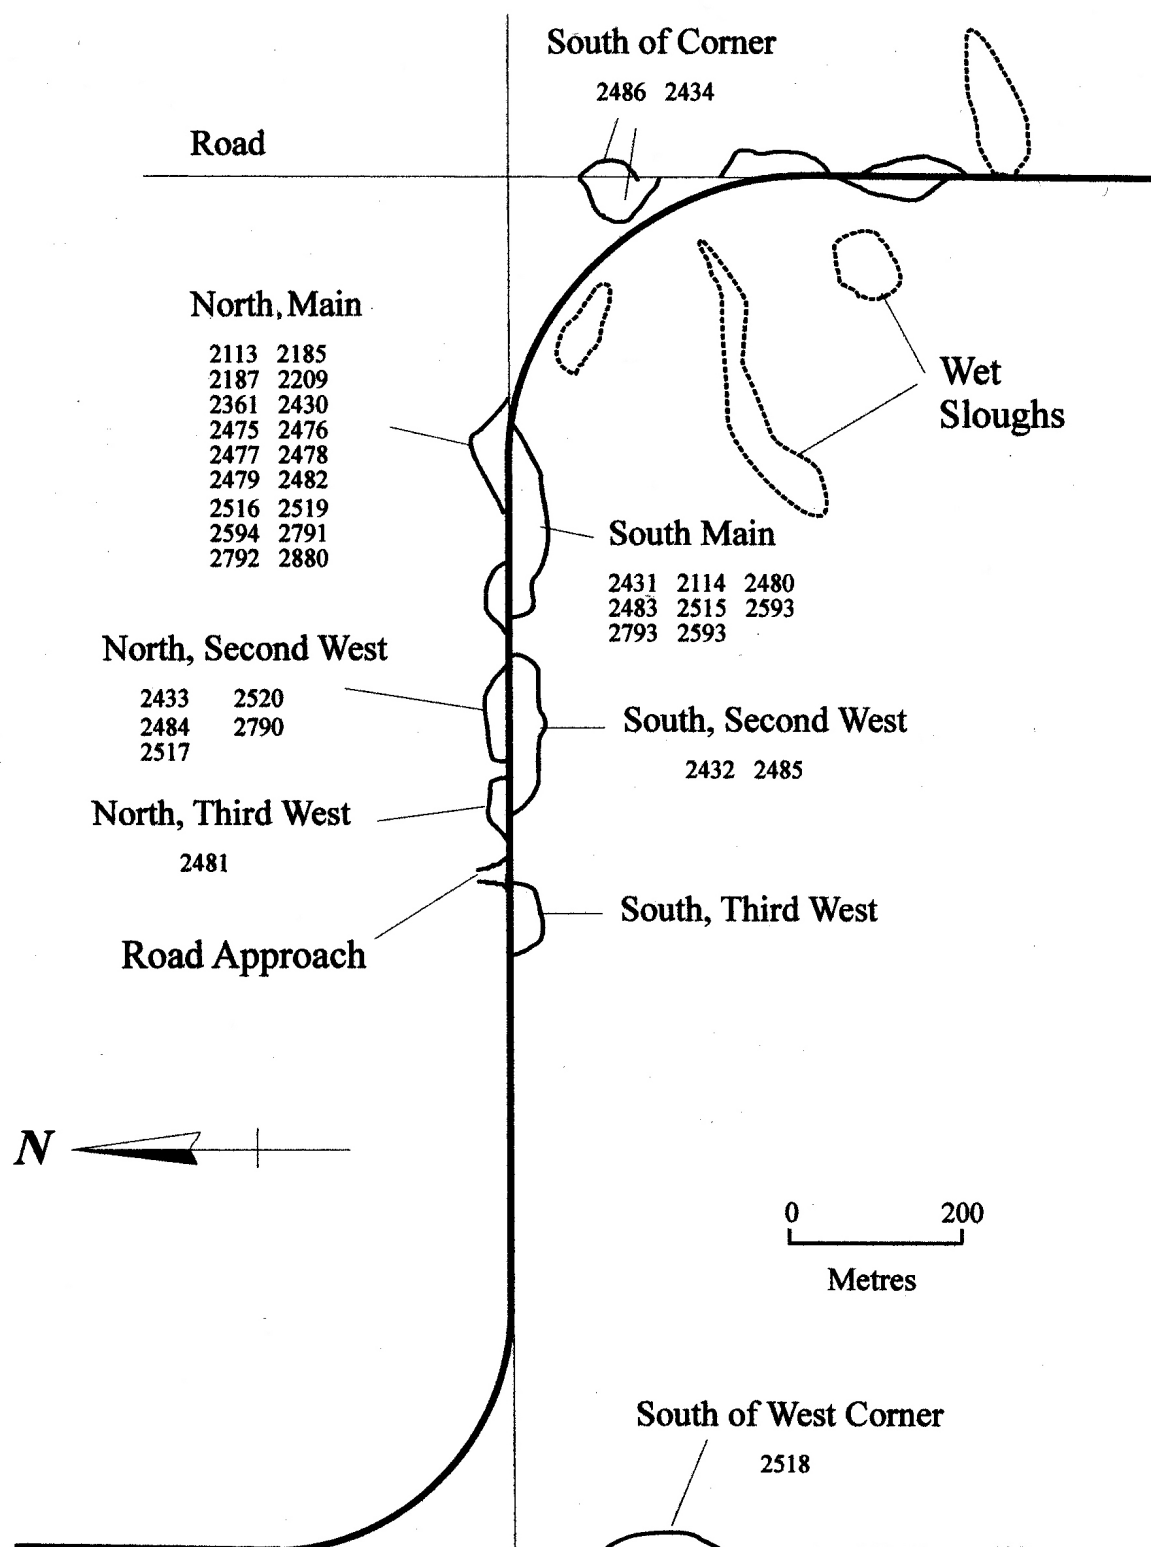 South of Corner
2486 2434
Road
North, Main
2113 2185
2187 2209
2361 2430
2475 2476
2477 2478
2479 2482
2516 2519
2594 2791
2792 2880
Wet
Sloughs
South Main
2431 2114 2480
2483 2515 2593
2793 2593
North, Second West
2433 2520
2484 2790
2517
South, Second West
2432 2485
North, Third West
2481
South, Third West
Road Approach
N
0 200
Metres
South of West Corner
2518